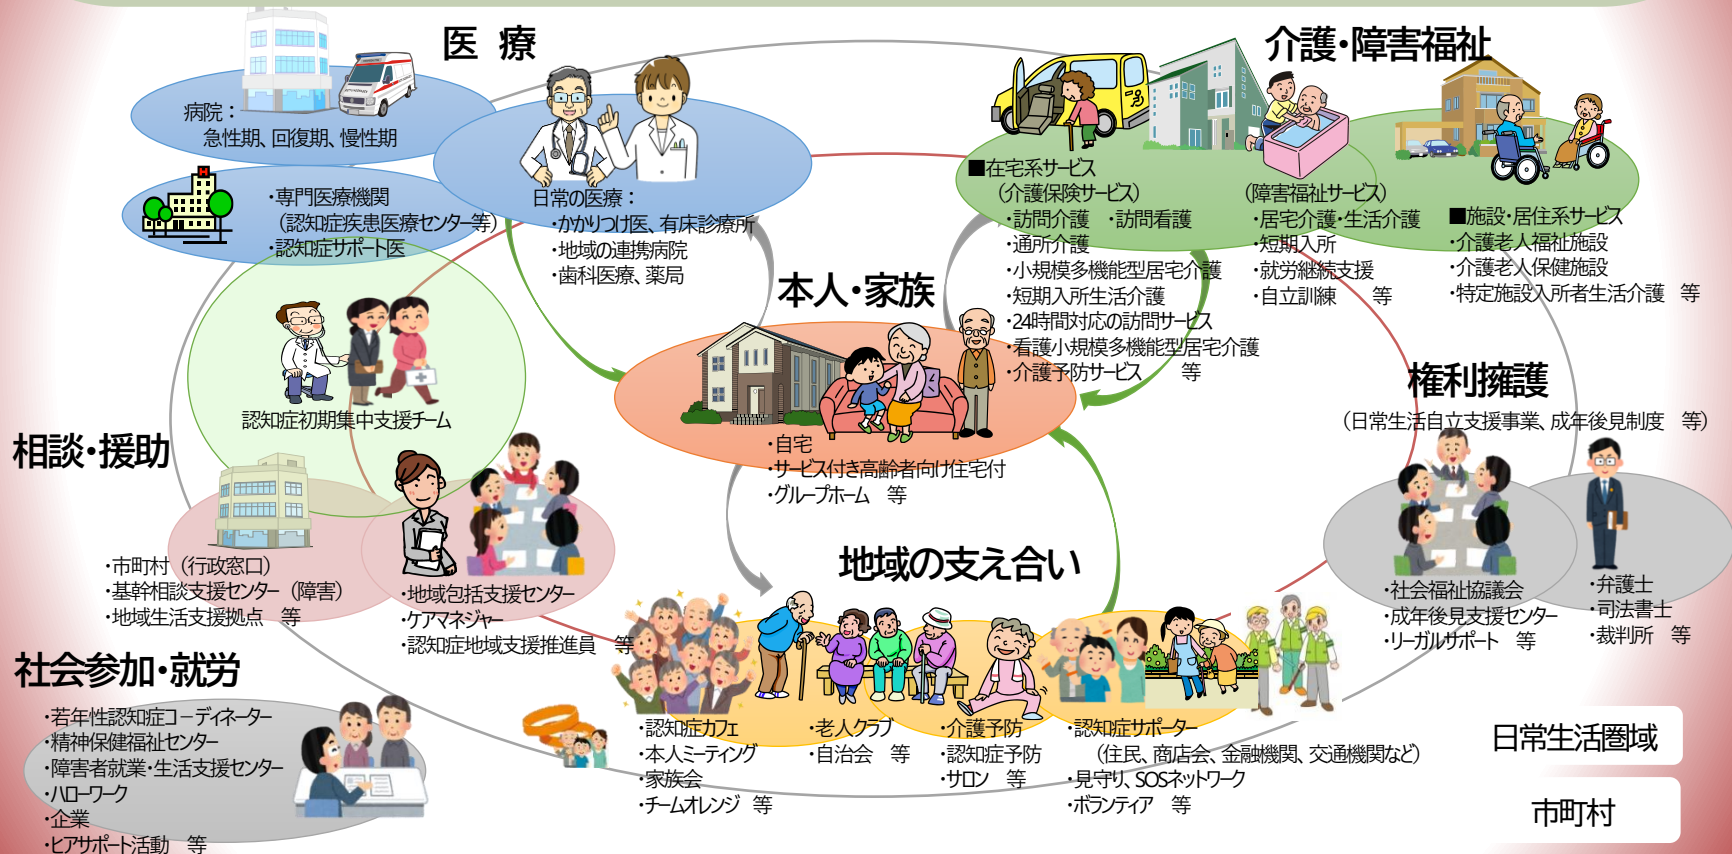 医 療
病院：
急性期、回復期、慢性期
・専門医療機関
（認知症疾患医療センター等）
・認知症サポート医
日常の医療：
・かかりつけ医、有床診療所
・地域の連携病院
・歯科医療、薬局
介護・障害福祉
■在宅系サービス
（介護保険サービス）
・訪問介護 ・訪問看護
・通所介護
・小規模多機能型居宅介護
・短期入所生活介護
・24時間対応の訪問サービス
・看護小規模多機能型居宅介護
・介護予防サービス 等
（障害福祉サービス）
・居宅介護・生活介護
・短期入所
・就労継続支援
・自立訓練 等
■施設・居住系サービス
・介護老人福祉施設
・介護老人保健施設
・特定施設入所者生活介護 等
本人・家族
・自宅
・サービス付き高齢者向け住宅付
・グループホーム 等
認知症初期集中支援チーム
相談・援助
・市町村（行政窓口）
・基幹相談支援センター（障害）
・地域生活支援拠点 等
・地域包括支援センター
・ケアマネジャー
・認知症地域支援推進員 等
権利擁護
（日常生活自立支援事業、成年後見制度 等）
・社会福祉協議会
・成年後見支援センター
・リーガルサポート 等
・弁護士
・司法書士
・裁判所 等
地域の支え合い
・認知症カフェ
・本人ミーティング
・家族会
・チームオレンジ 等
・老人クラブ
・自治会 等
・介護予防
・認知症予防
・サロン 等
・認知症サポーター
（住民、商店会、金融機関、交通機関など）
・見守り、SOSネットワーク
・ボランティア 等
社会参加・就労
・若年性認知症コーディネーター
・精神保健福祉センター
・障害者就業・生活支援センター
・ハローワーク
・企業
・ピアサポート活動 等
日常生活圏域
市町村